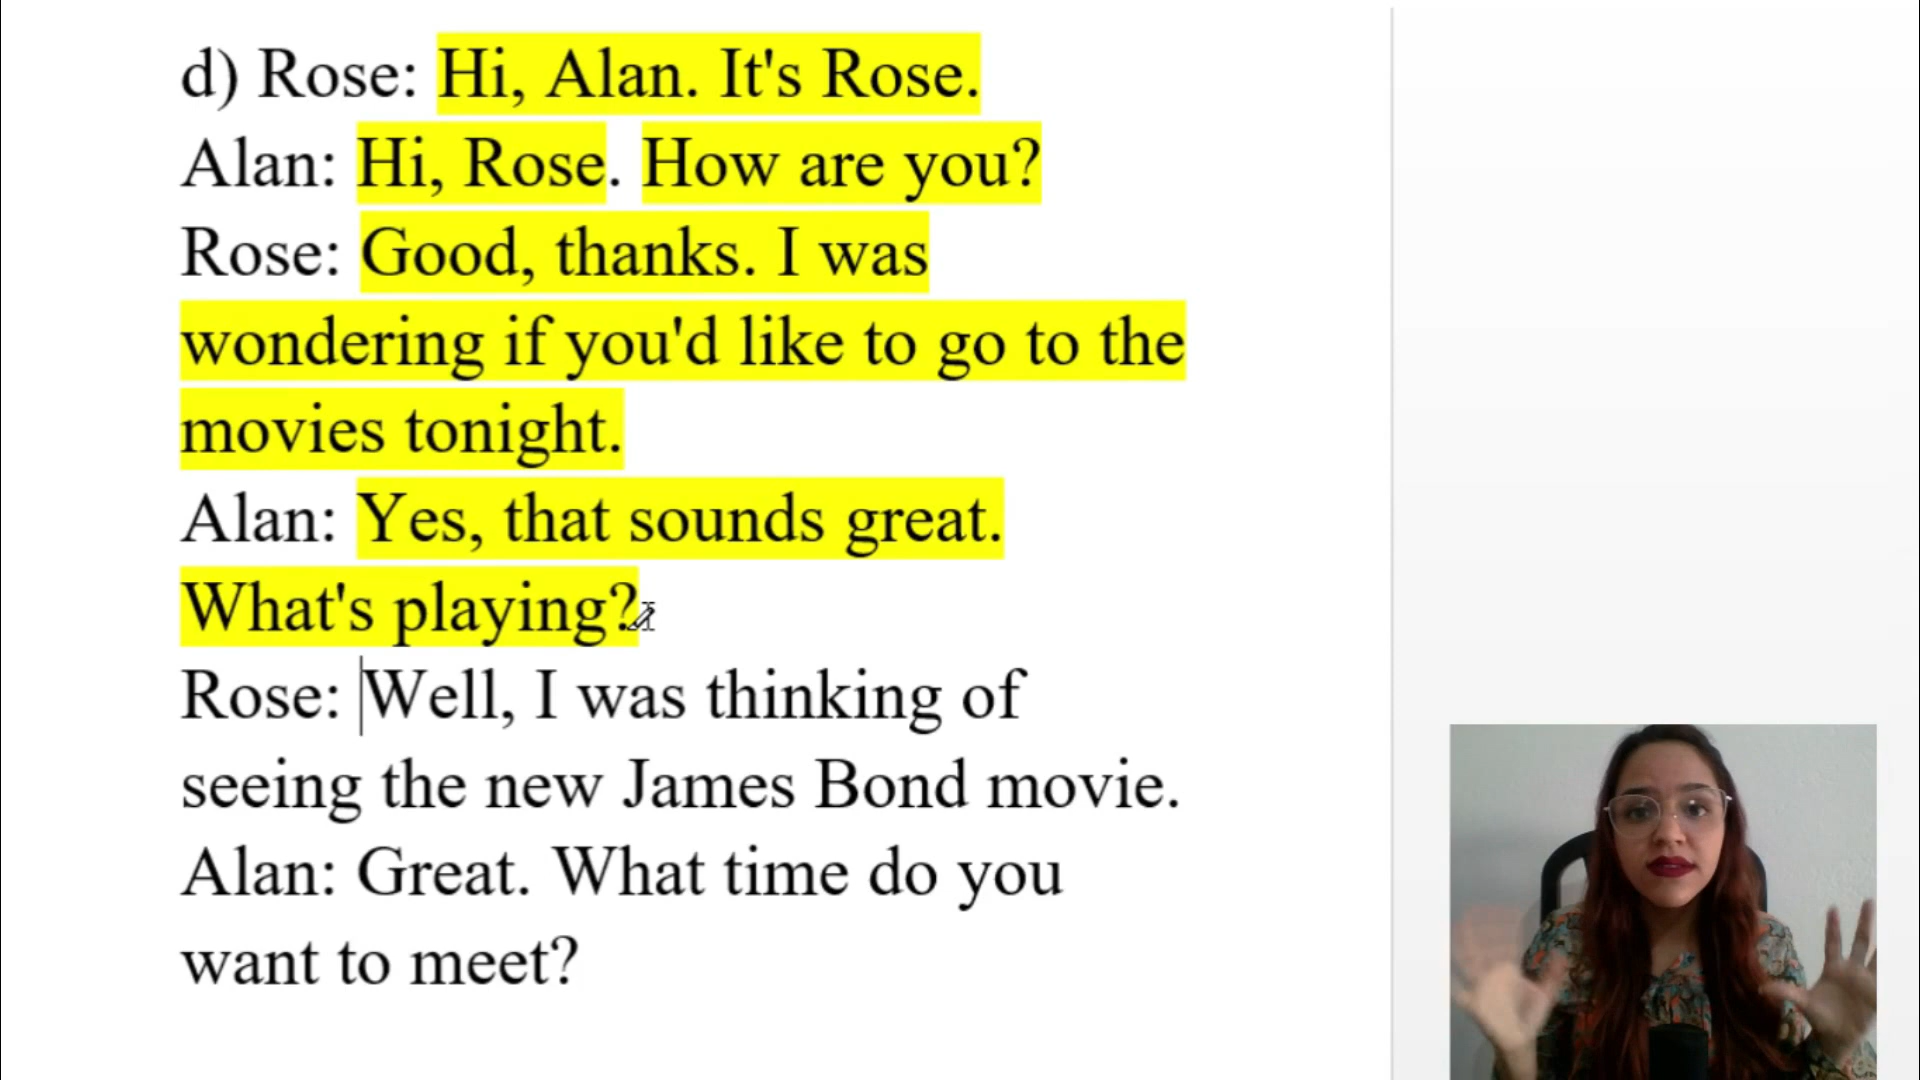 d) Rose: Hi, Alan. It's Rose.
Alan: Hi, Rose. How are you?
Rose: Good, thanks. I was
wondering if you'd like to go to the
movies tonight.
Alan: Yes, that sounds great.
What's playing?
Rose: Well, I was thinking of
seeing the new James Bond movie.
Alan: Great. What time do you
want to meet?